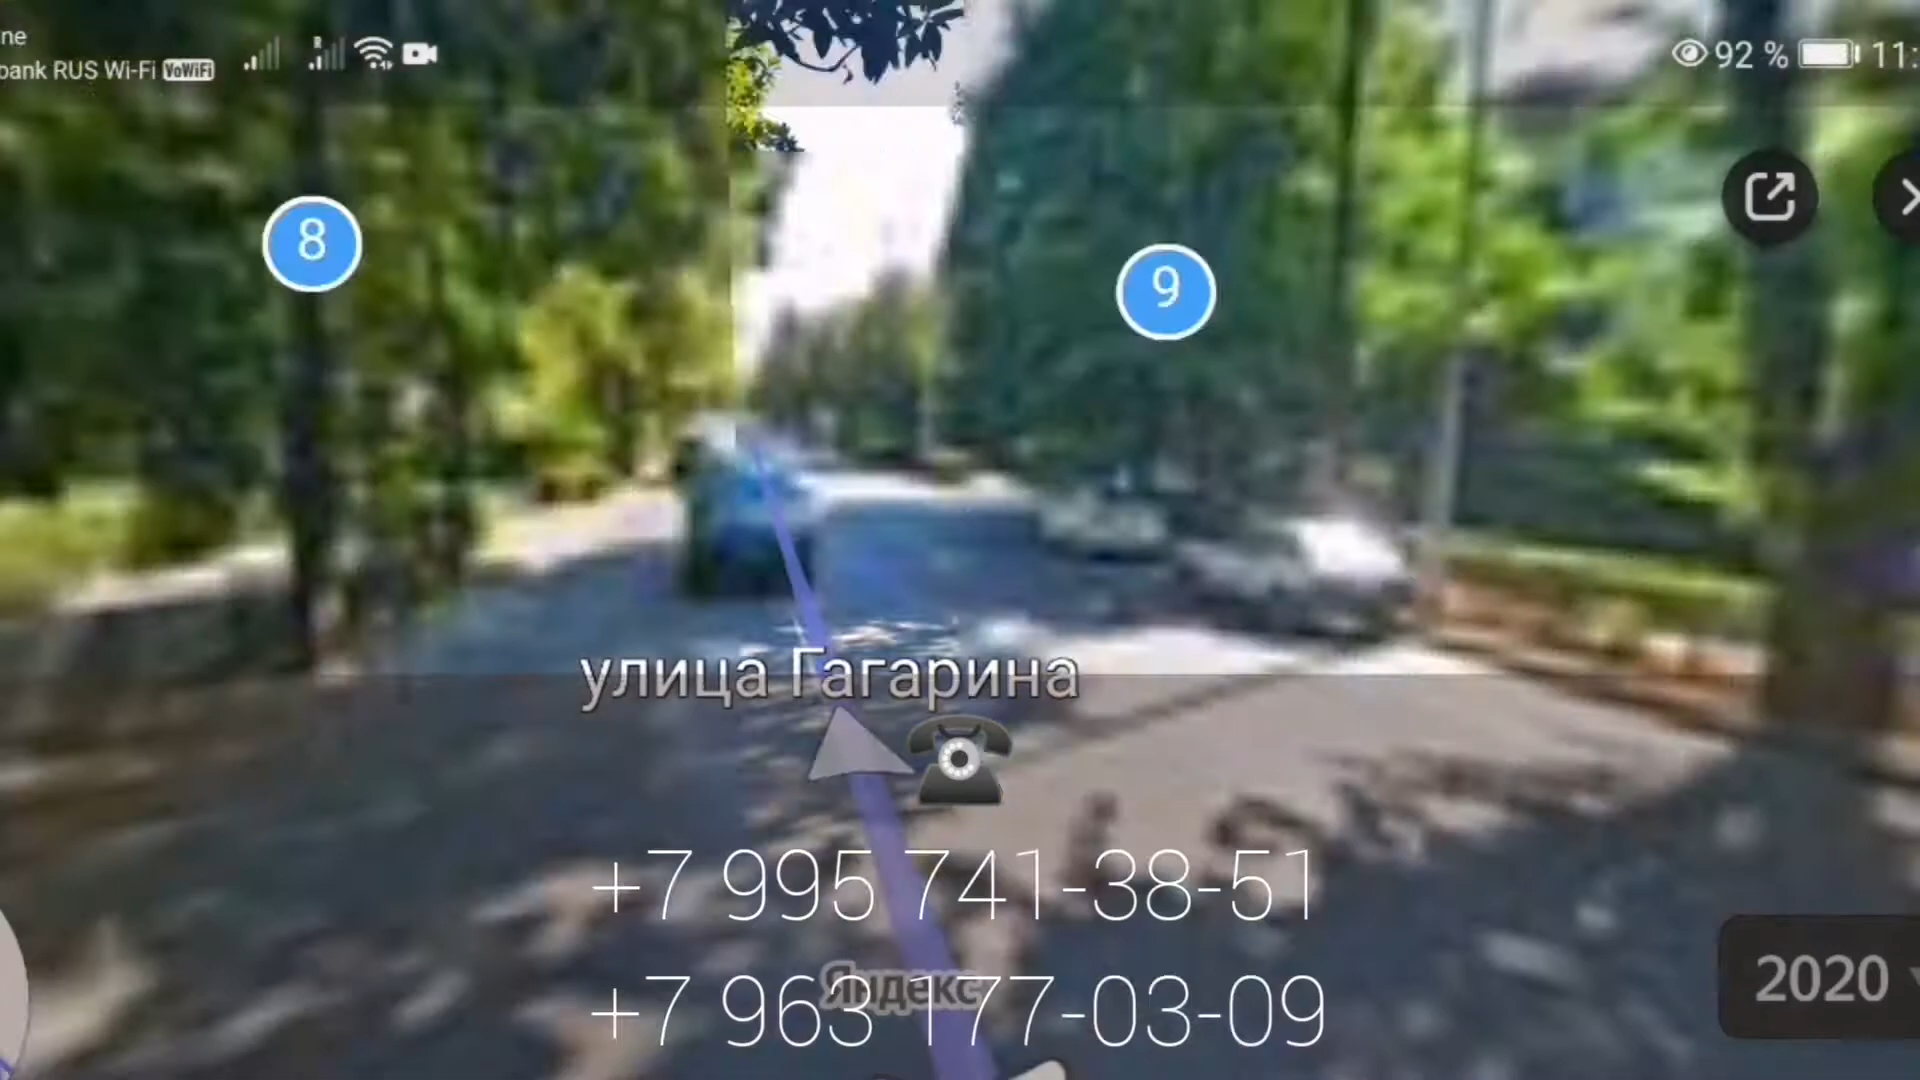 ne
bank RUS Wi-Fi VoWiFi
R
92 % 11:
8
9
улица Гагарина
+7 995 741-38-51
Яндекс
+7 963 177-03-09
2020